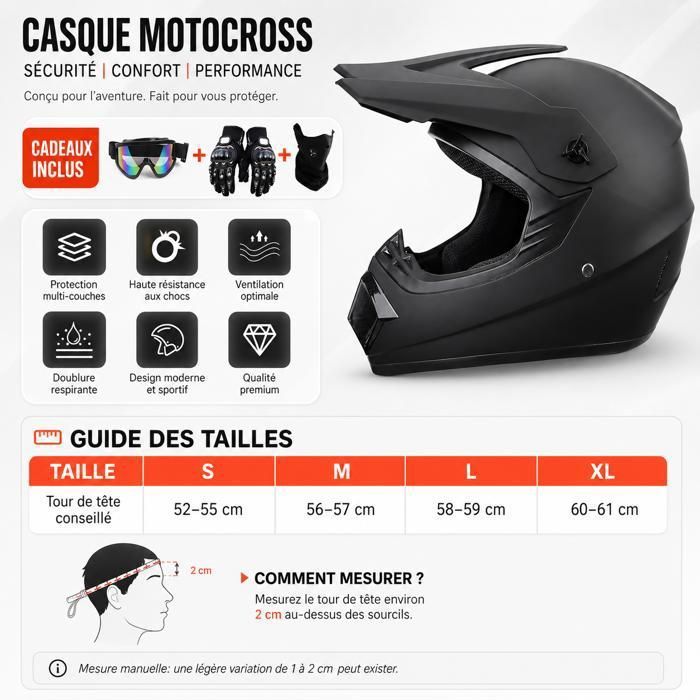 CASQUE MOTOCROSS
SÉCURITÉ | CONFORT | PERFORMANCE
Conçu pour l'aventure. Fait pour vous protéger.
CADEAUX
INCLUS
Protection
multi-couches
Haute résistance
aux chocs
Ventilation
optimale
Doublure
respirante
Design moderne
et sportif
Qualité
premium
GUIDE DES TAILLES
TAILLE S M L XL
Tour de tête
conseillé
52–55 cm 56–57 cm 58–59 cm 60–61 cm
2 cm
COMMENT MESURER ?
Mesurez le tour de tête environ
2 cm au-dessus des sourcils.
Mesure manuelle: une légère variation de 1 à 2 cm peut exister.